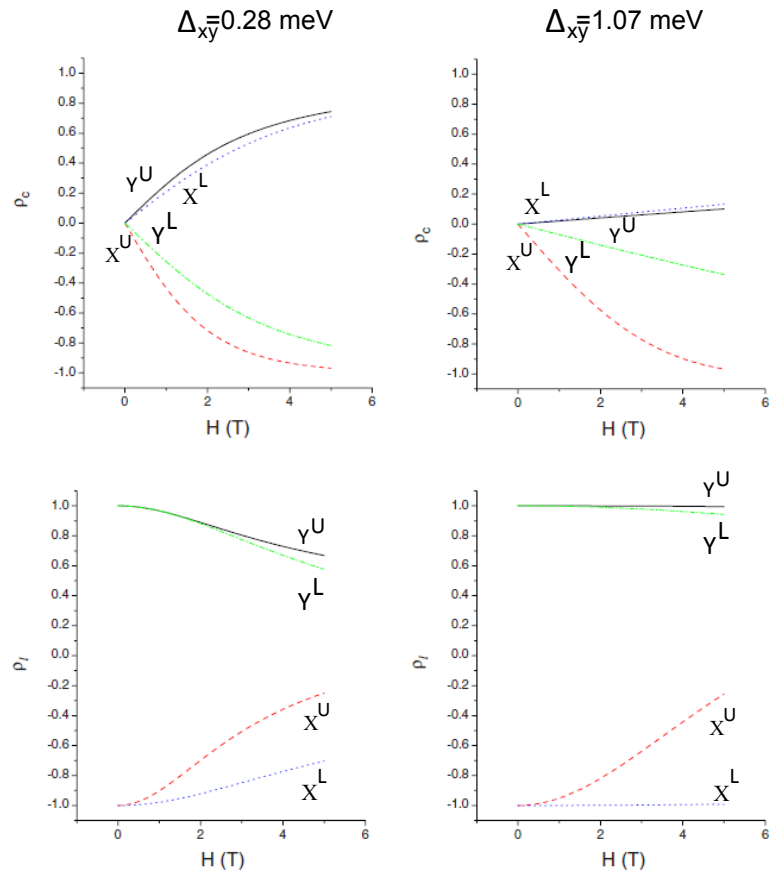 Δxy=0.28 meV
Δxy=1.07 meV
1.0
0.8
0.6
0.4
0.2
0.0
-0.2
-0.4
-0.6
-0.8
-1.0
ρc
YU
XL
XU
YL
0
2
4
6
H (T)
1.0
0.8
0.6
0.4
0.2
0.0
-0.2
-0.4
-0.6
-0.8
-1.0
ρc
XL
YU
XU
YL
0
2
4
6
H (T)
1.0
0.8
0.6
0.4
0.2
0.0
-0.2
-0.4
-0.6
-0.8
-1.0
ρl
YU
YL
XU
XL
0
2
4
6
H (T)
1.0
0.8
0.6
0.4
0.2
0.0
-0.2
-0.4
-0.6
-0.8
-1.0
ρl
YU
YL
XU
XL
0
2
4
6
H (T)